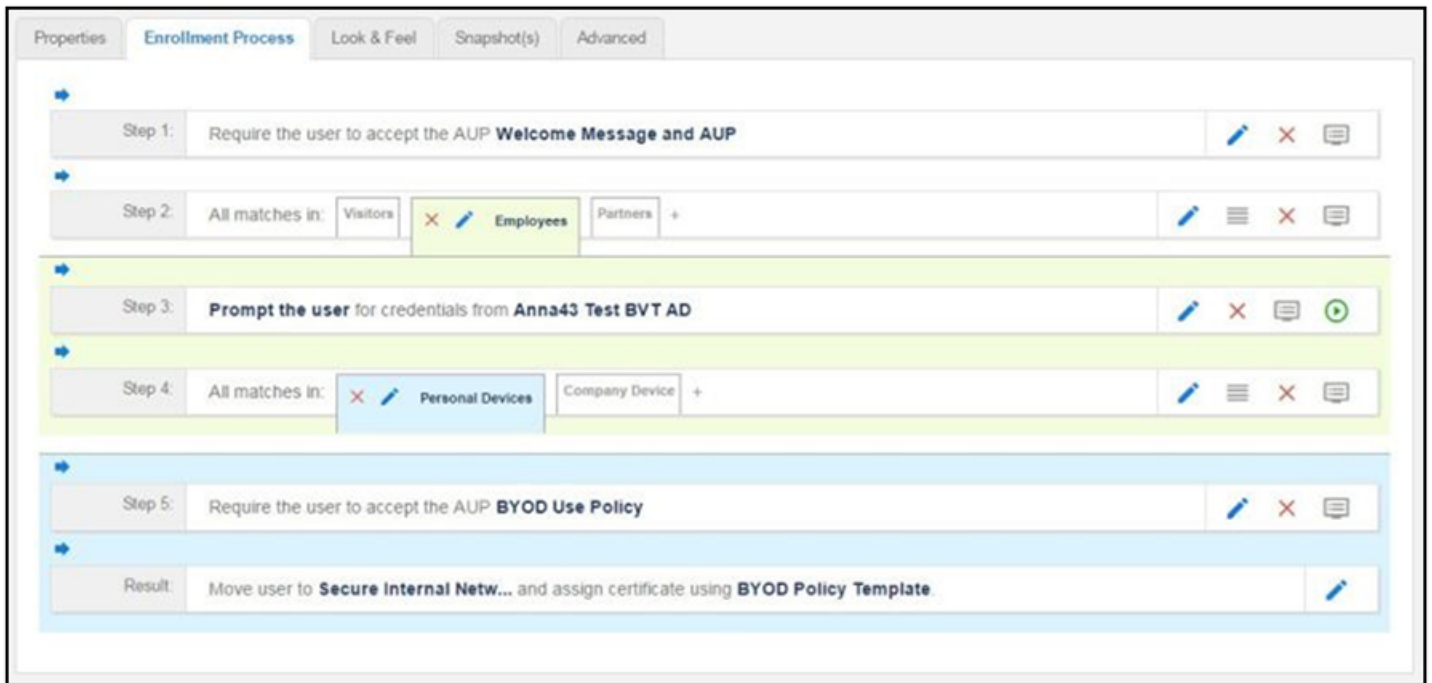 Properties Enrollment Process Look & Feel Snapshot(s) Advanced
Step 1: Require the user to accept the AUP Welcome Message and AUP
Step 2: All matches in: Visitors Employees Partners +
Step 3: Prompt the user for credentials from Anna43 Test BVT AD
Step 4: All matches in: Personal Devices Company Device +
Step 5: Require the user to accept the AUP BYOD Use Policy
Result: Move user to Secure Internal Netw... and assign certificate using BYOD Policy Template.